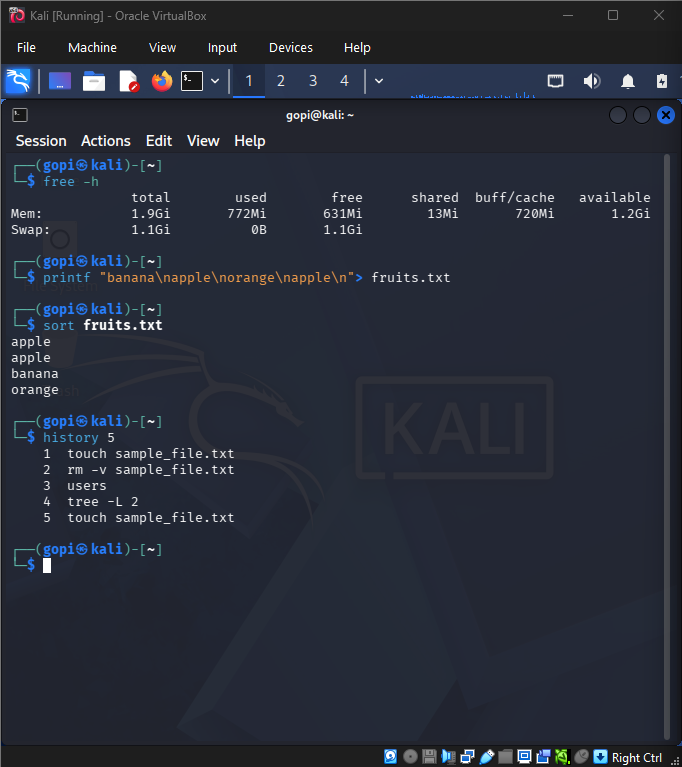 Kali [Running] - Oracle VirtualBox
File Machine View Input Devices Help
1 2 3 4
gopi@kali: ~
Session Actions Edit View Help
┌──(gopi㉿kali)-[~]
└─$ free -h
total used free shared buff/cache available
Mem: 1.9Gi 772Mi 631Mi 13Mi 720Mi 1.2Gi
Swap: 1.1Gi 0B 1.1Gi
┌──(gopi㉿kali)-[~]
└─$ printf "banana\napple\norange\napple\n"> fruits.txt
┌──(gopi㉿kali)-[~]
└─$ sort fruits.txt
apple
apple
banana
orange
┌──(gopi㉿kali)-[~]
└─$ history 5
1 touch sample_file.txt
2 rm -v sample_file.txt
3 users
4 tree -L 2
5 touch sample_file.txt
┌──(gopi㉿kali)-[~]
└─$
KALI
Right Ctrl